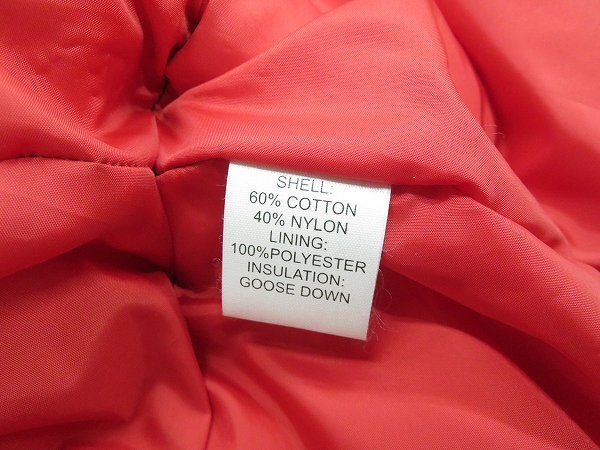 SHELL:
60% COTTON
40% NYLON
LINING:
100%POLYESTER
INSULATION:
GOOSE DOWN